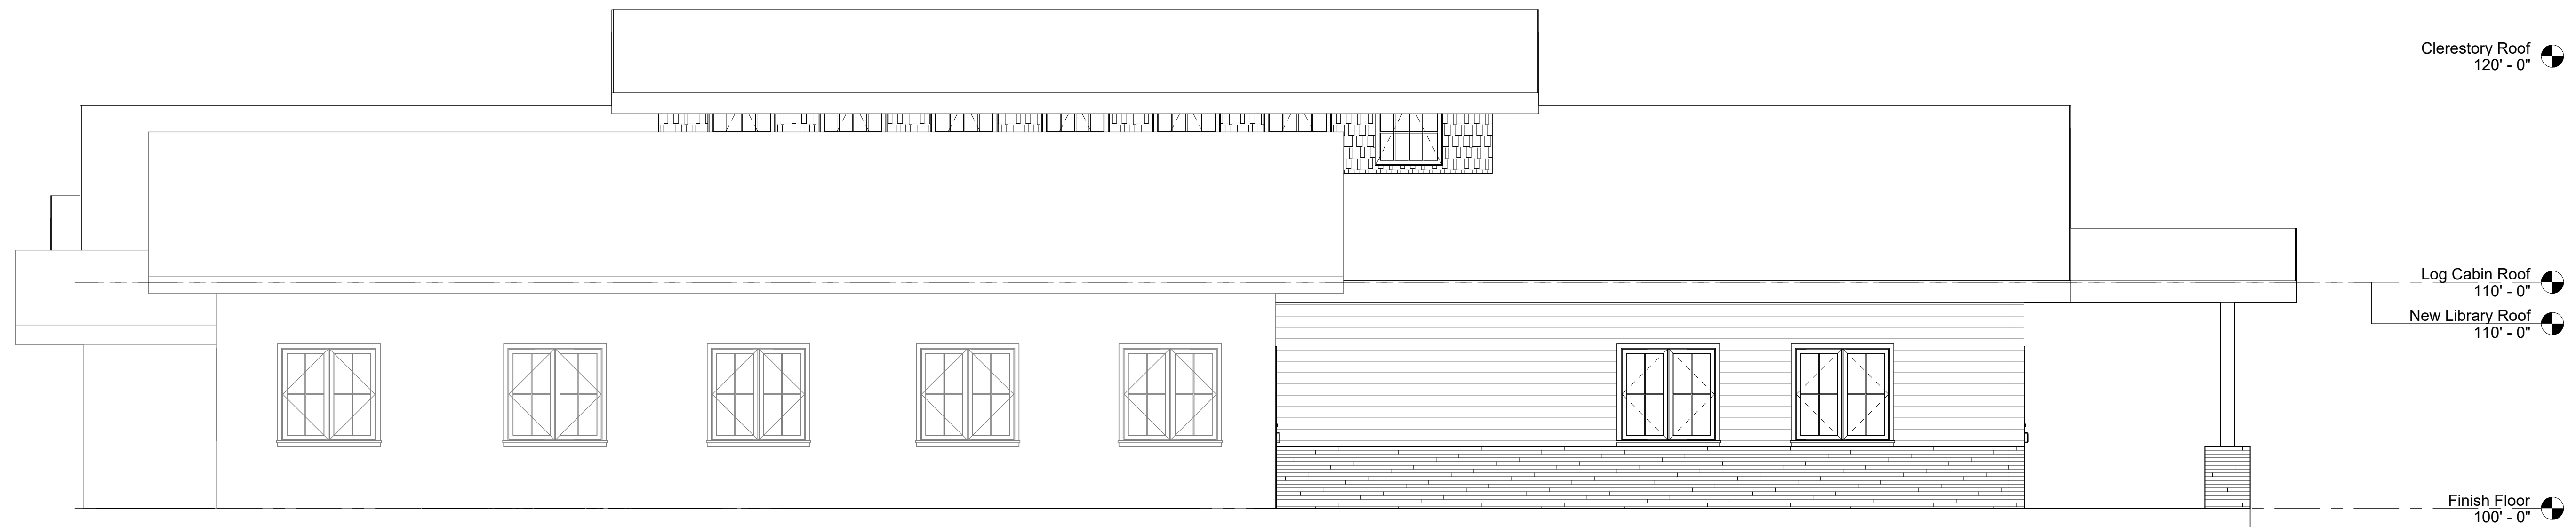 Clerestory Roof
120' - 0"
Log Cabin Roof
110' - 0"
New Library Roof
110' - 0"
Finish Floor
100' - 0"